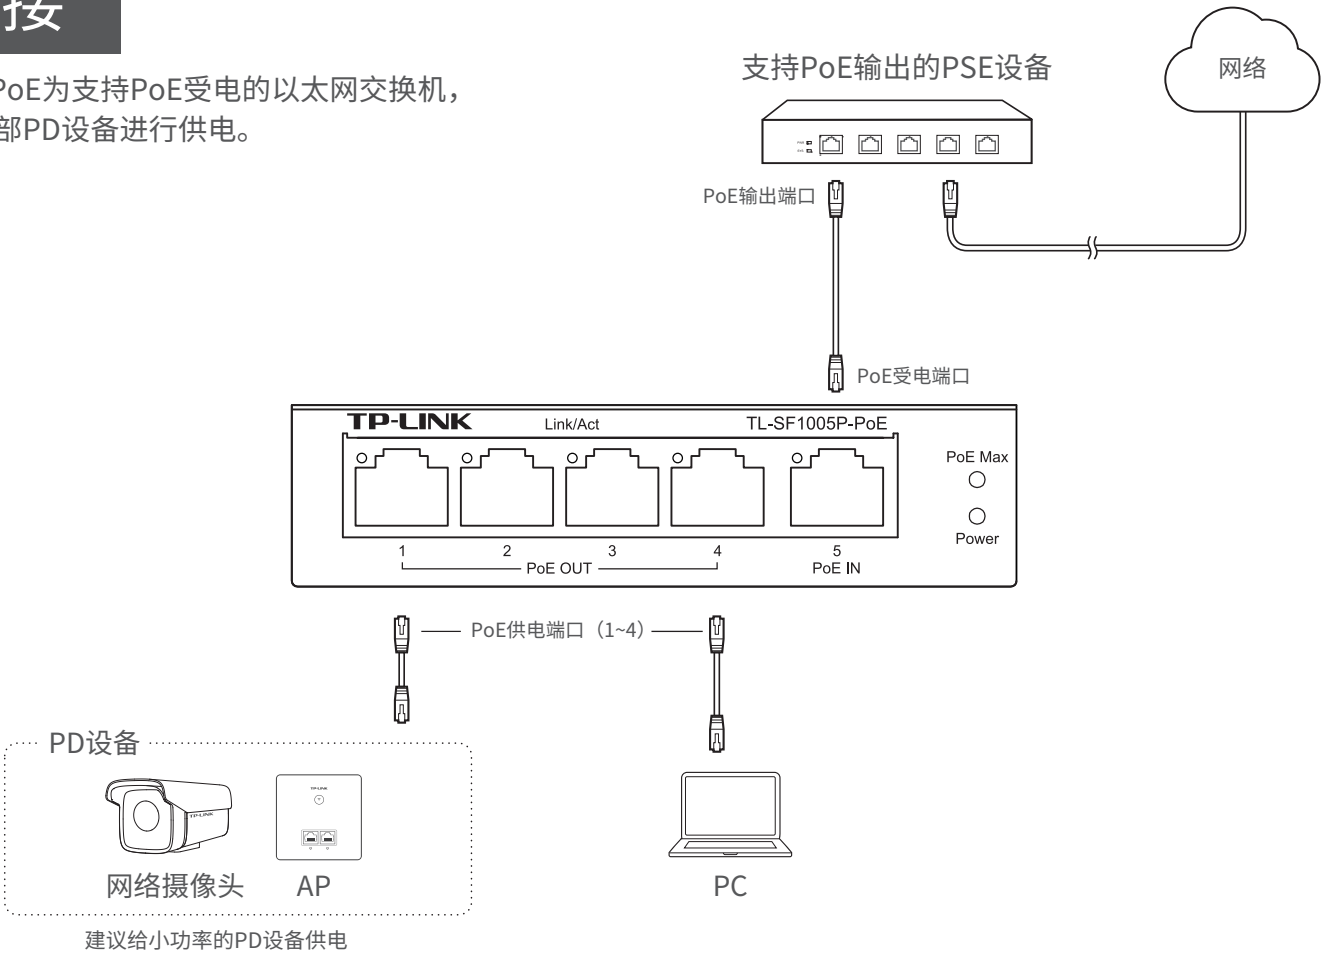 接
PoE为支持PoE受电的以太网交换机，
部PD设备进行供电。
支持PoE输出的PSE设备
网络
PoE输出端口
PoE受电端口
TP-LINK
Link/Act
TL-SF1005P-PoE
PoE Max
Power
1 2 3 4 5
PoE OUT
PoE IN
PoE供电端口（1~4）
PD设备
TP-LINK
TP-LINK
网络摄像头
AP
PC
建议给小功率的PD设备供电